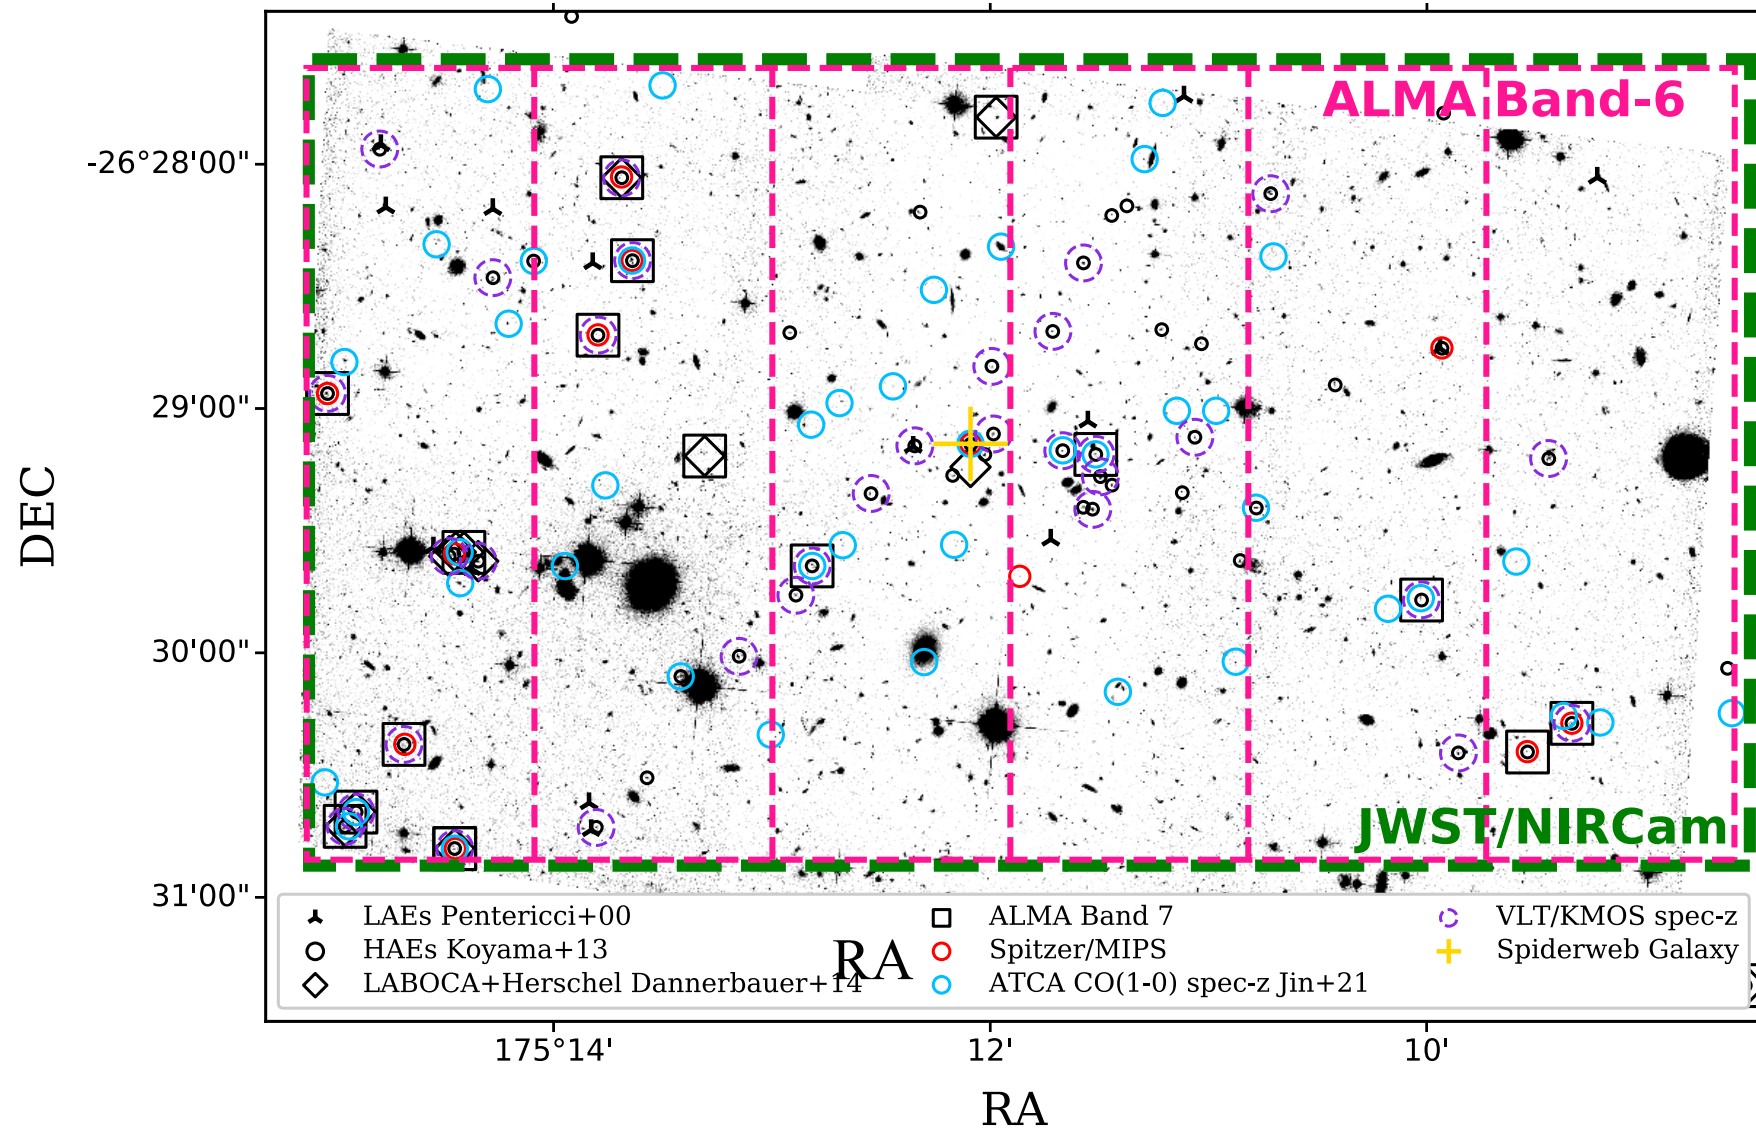 ALMA Band-6
-26°28'00"
29'00"
DEC
30'00"
JWST/NIRCam
31'00"
LAEs Pentericci+00
ALMA Band 7
VLT/KMOS spec-z
HAEs Koyama+13
RA
Spitzer/MIPS
Spiderweb Galaxy
LABOCA+Herschel Dannerbauer+14
ATCA CO(1-0) spec-z Jin+21
175°14'
12'
10'
RA